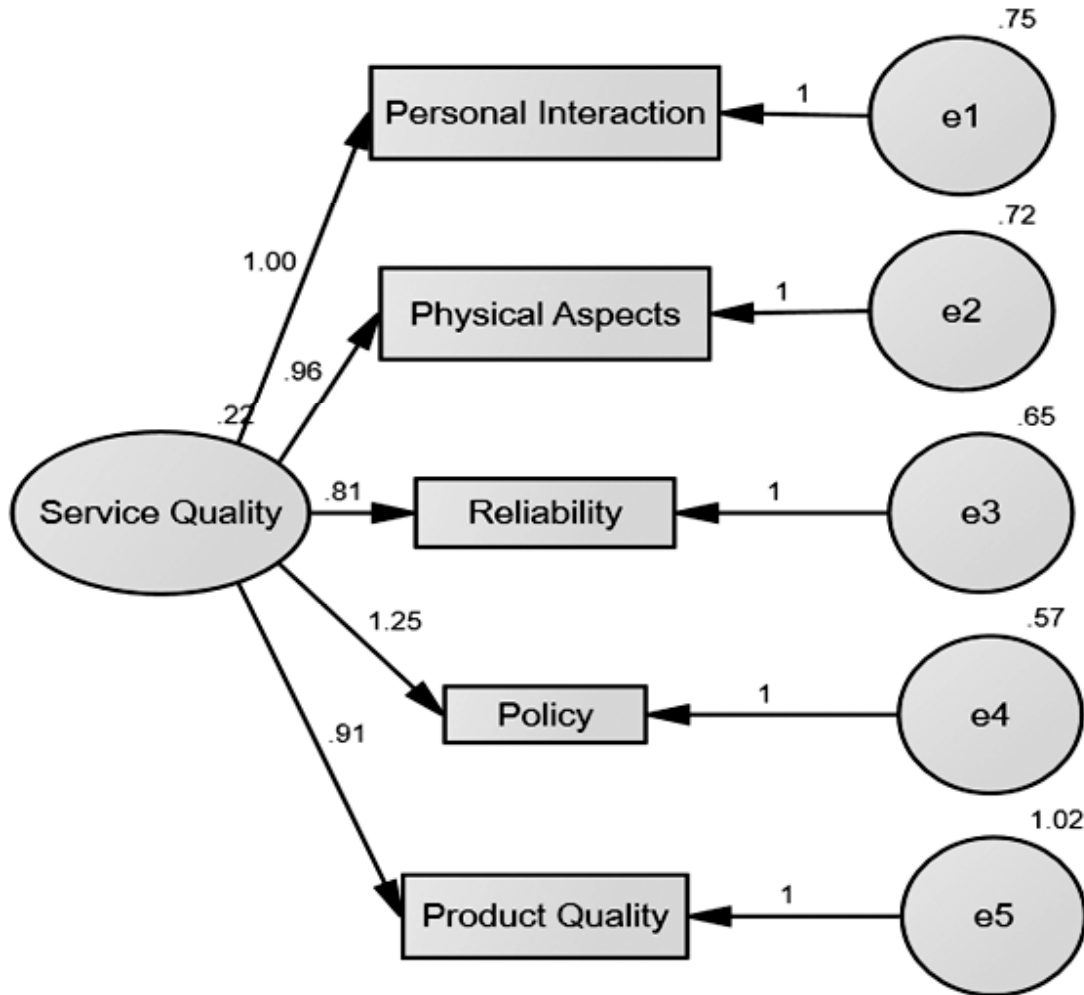 .75
Personal Interaction
1
e1
1.00
.72
Physical Aspects
1
e2
.96
.22
.65
Service Quality
.81
Reliability
1
e3
1.25
.57
Policy
1
e4
.91
1.02
Product Quality
1
e5